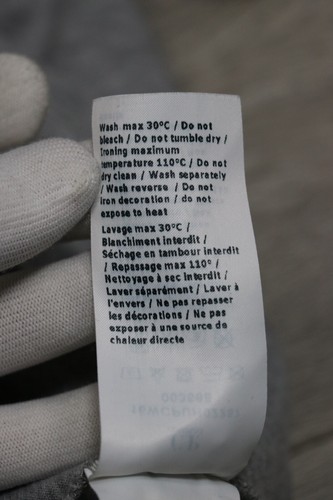 Wash max 30°C / Do not
bleach / Do not tumble dry /
Ironing maximum
temperature 110°C / Do not
dry clean / Wash separately
/ Wash reverse / Do not
iron decoration / do not
expose to heat
Lavage max 30°C /
Blanchiment interdit /
Séchage en tambour interdit
/ Repassage max 110° /
Nettoyage à sec interdit /
Laver séparément / Laver à
l'envers / Ne pas repasser
les décorations / Ne pas
exposer à une source de
chaleur directe